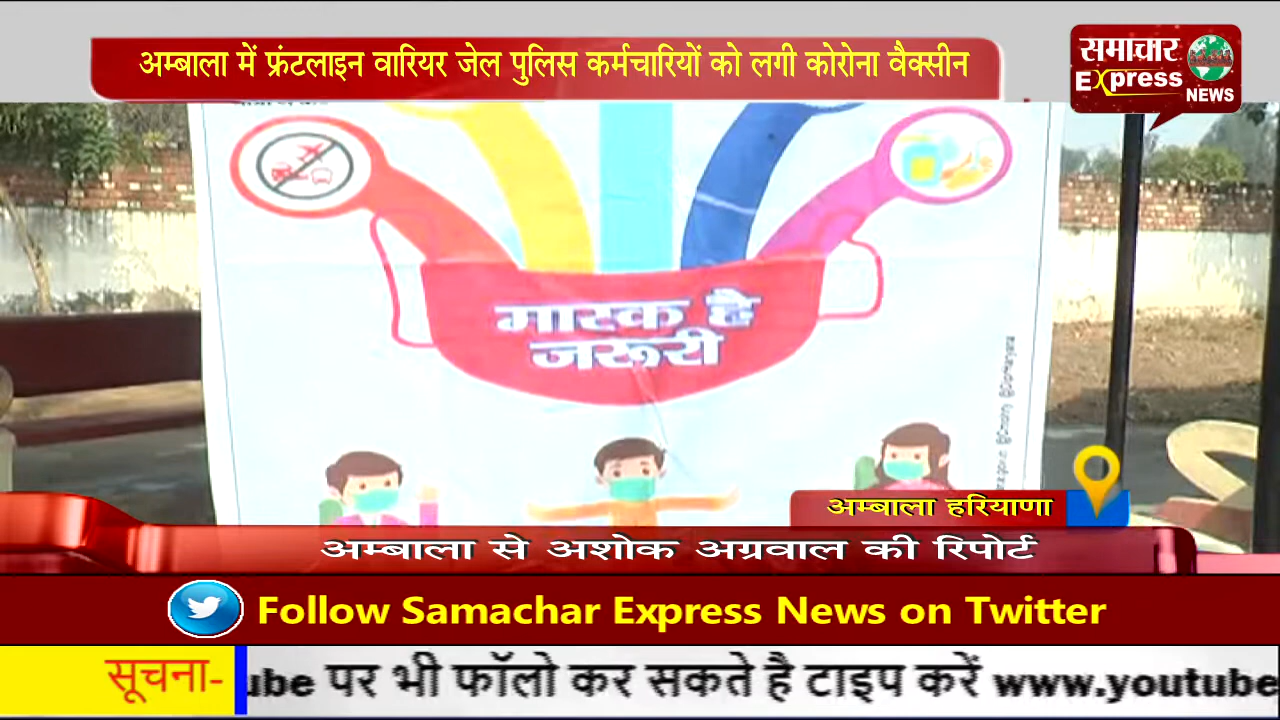 अम्बाला में फ्रंटलाइन वारियर जेल पुलिस कर्मचारियों को लगी कोरोना वैक्सीन
समाचार
Express
NEWS
मास्क है
जरूरी
अम्बाला हरियाणा
अम्बाला से अशोक अग्रवाल की रिपोर्ट
Follow Samachar Express News on Twitter
सूचना- ube पर भी फॉलो कर सकते है टाइप करें www.youtube